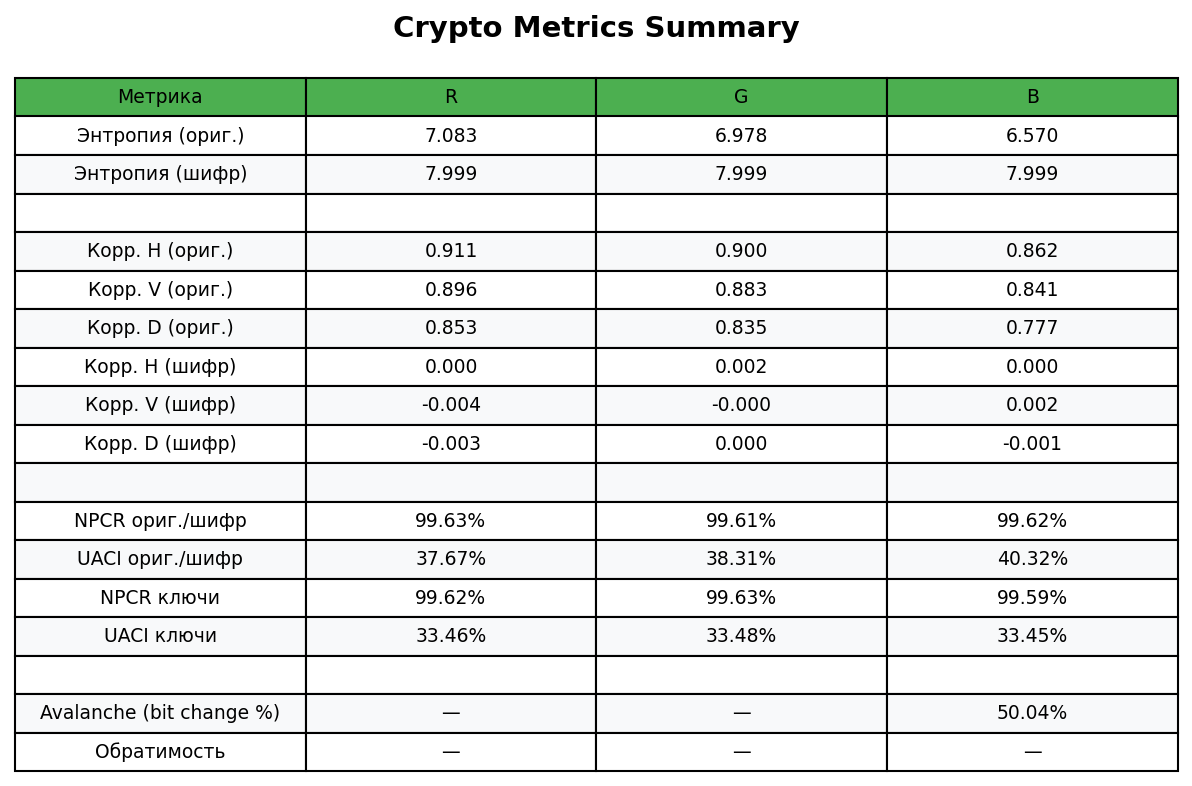 Crypto Metrics Summary
Метрика R G B
Энтропия (ориг.) 7.083 6.978 6.570
Энтропия (шифр) 7.999 7.999 7.999
Корр. H (ориг.) 0.911 0.900 0.862
Корр. V (ориг.) 0.896 0.883 0.841
Корр. D (ориг.) 0.853 0.835 0.777
Корр. H (шифр) 0.000 0.002 0.000
Корр. V (шифр) -0.004 -0.000 0.002
Корр. D (шифр) -0.003 0.000 -0.001
NPCR ориг./шифр 99.63% 99.61% 99.62%
UACI ориг./шифр 37.67% 38.31% 40.32%
NPCR ключи 99.62% 99.63% 99.59%
UACI ключи 33.46% 33.48% 33.45%
Avalanche (bit change %) — — 50.04%
Обратимость — — —